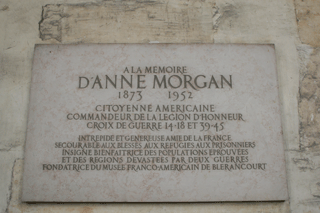 A LA MEMOIRE
D'ANNE MORGAN
1873 1952
CITOYENNE AMERICAINE
COMMANDEUR DE LA LEGION D'HONNEUR
CROIX DE GUERRE 14-18 ET 39-45
INTREPIDE ET GENEREUSE AMIE DE LA FRANCE
SECOURABLE AUX BLESSES AUX REFUGIES AUX PRISONNIERS
INSIGNE BIENFAITRICE DES POPULATIONS EPROUVEES
ET DES REGIONS DEVASTEES PAR DEUX GUERRES
FONDATRICE DU MUSEE FRANCO-AMERICAIN DE BLERANCOURT